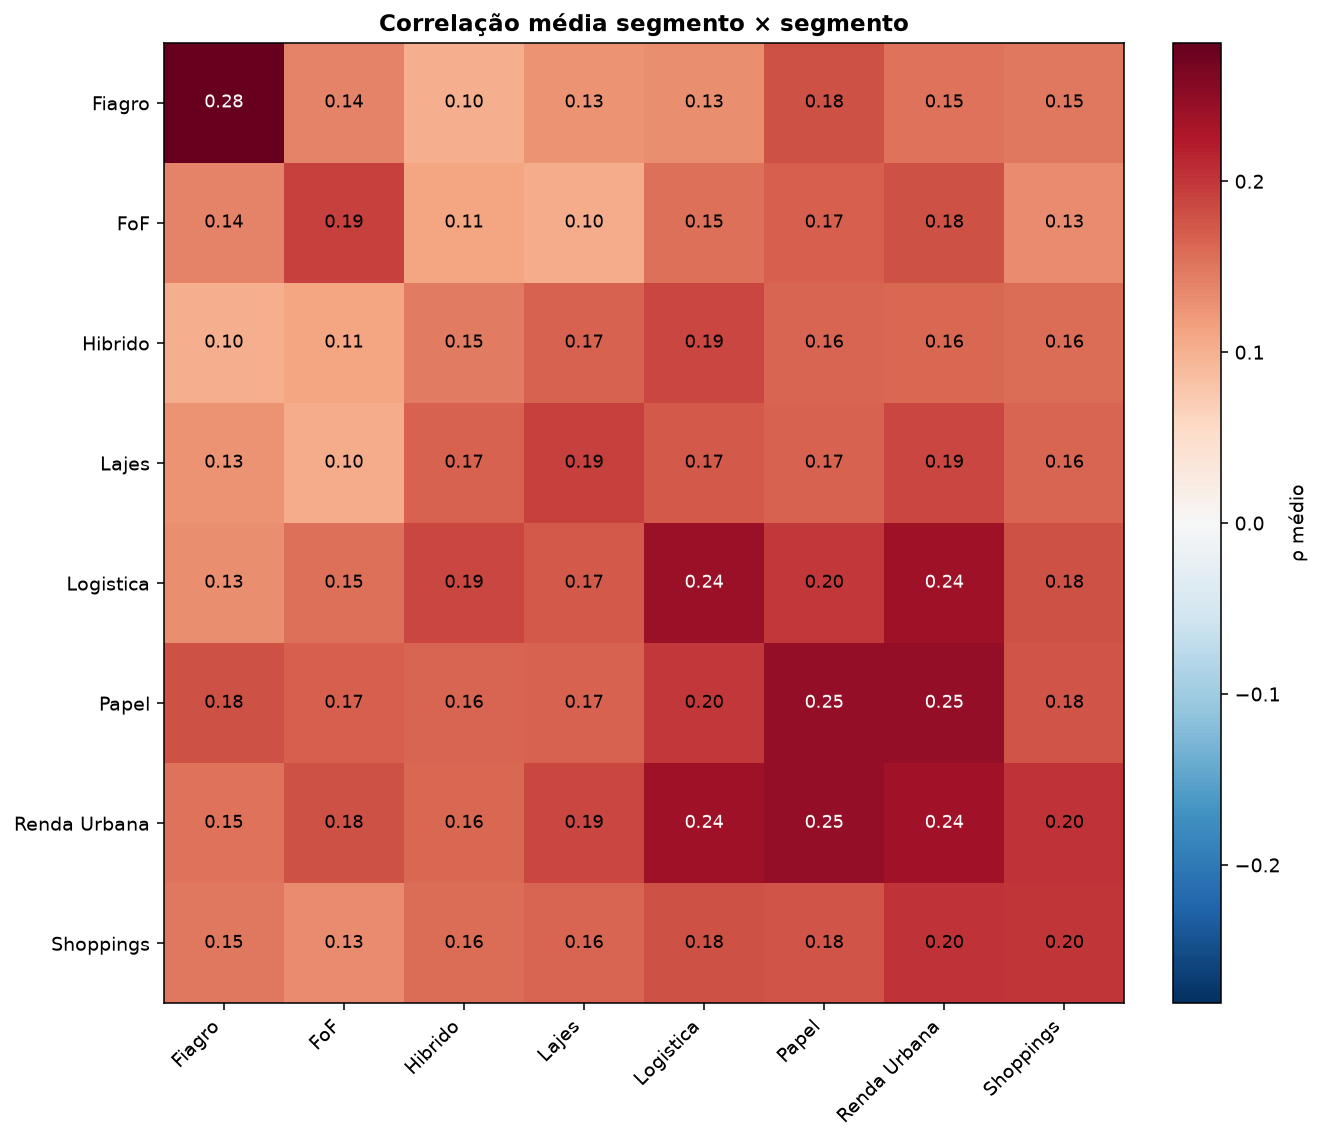 Correlação média segmento × segmento
Fiagro 0.28 0.14 0.10 0.13 0.13 0.18 0.15 0.15
FoF 0.14 0.19 0.11 0.10 0.15 0.17 0.18 0.13
Hibrido 0.10 0.11 0.15 0.17 0.19 0.16 0.16 0.16
Lajes 0.13 0.10 0.17 0.19 0.17 0.17 0.19 0.16
Logistica 0.13 0.15 0.19 0.17 0.24 0.20 0.24 0.18
Papel 0.18 0.17 0.16 0.17 0.20 0.25 0.25 0.18
Renda Urbana 0.15 0.18 0.16 0.19 0.24 0.25 0.24 0.20
Shoppings 0.15 0.13 0.16 0.16 0.18 0.18 0.20 0.20
Fiagro FoF Hibrido Lajes Logistica Papel Renda Urbana Shoppings
0.2
0.1
0.0
−0.1
−0.2
ρ médio